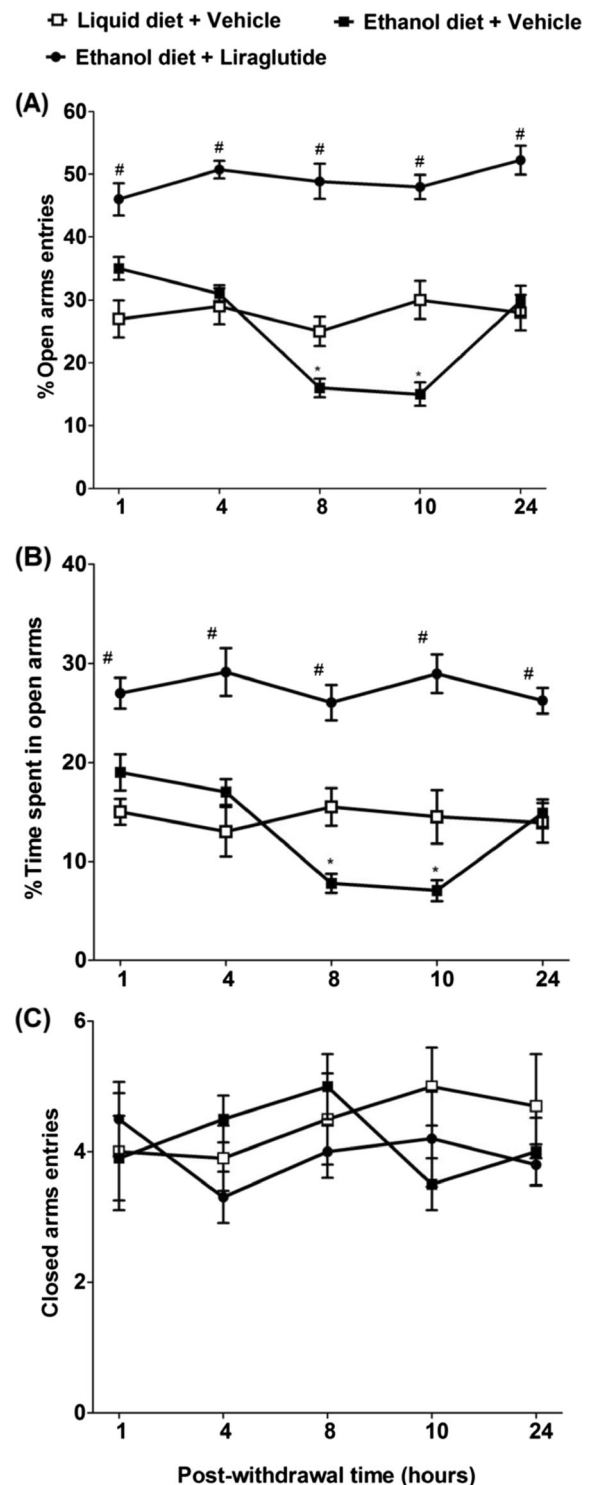 Liquid diet + Vehicle
Ethanol diet + Vehicle
Ethanol diet + Liraglutide
(A)
60
50
40
30
20
10
0
%Open arms entries
# # # # #
* *
1 4 8 10 24
(B)
40
30
20
10
0
%Time spent in open arms
# # # # #
* *
1 4 8 10 24
(C)
6
4
2
0
Closed arms entries
1 4 8 10 24
Post-withdrawal time (hours)